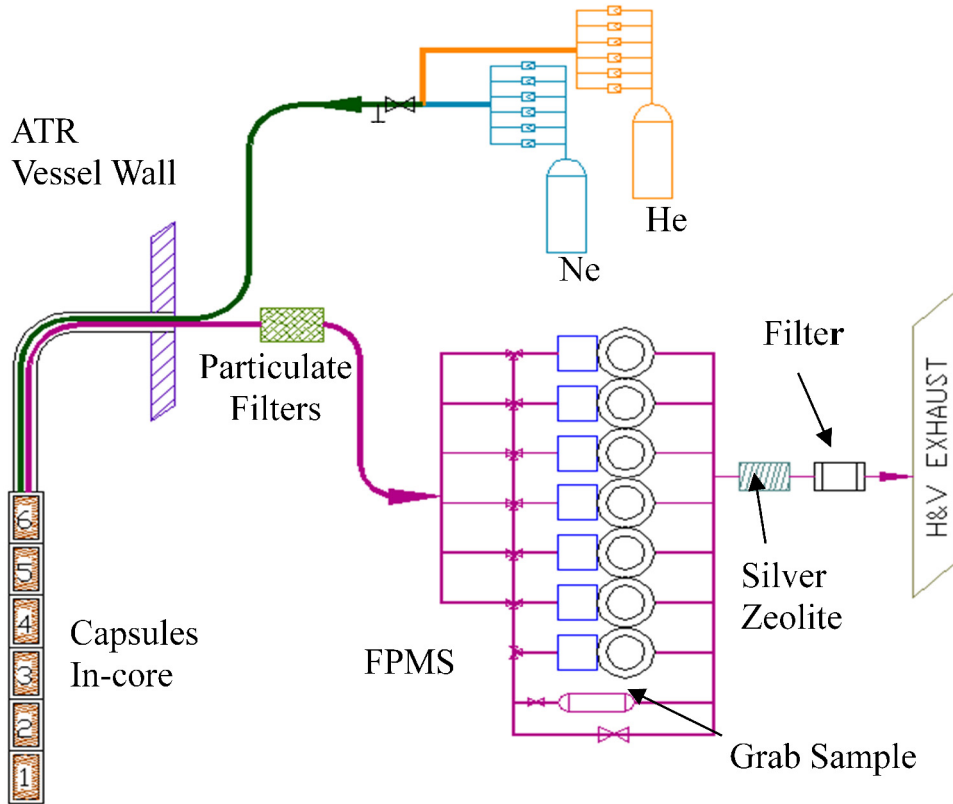 ATR
Vessel Wall
He
Ne
Particulate
Filters
Filter
H&V EXHAUST
6
5
4
3
2
1
Capsules
In-core
FPMS
Silver
Zeolite
Grab Sample